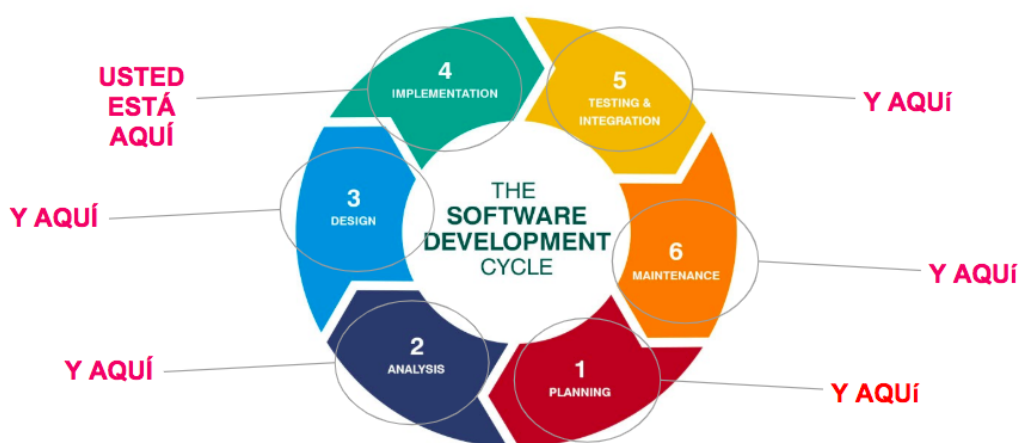 USTED
ESTÁ
AQUÍ
4
IMPLEMENTATION
5
TESTING &
INTEGRATION
Y AQUí
Y AQUÍ
3
DESIGN
THE
SOFTWARE
DEVELOPMENT
CYCLE
6
MAINTENANCE
Y AQUí
Y AQUÍ
2
ANALYSIS
1
PLANNING
Y AQUí